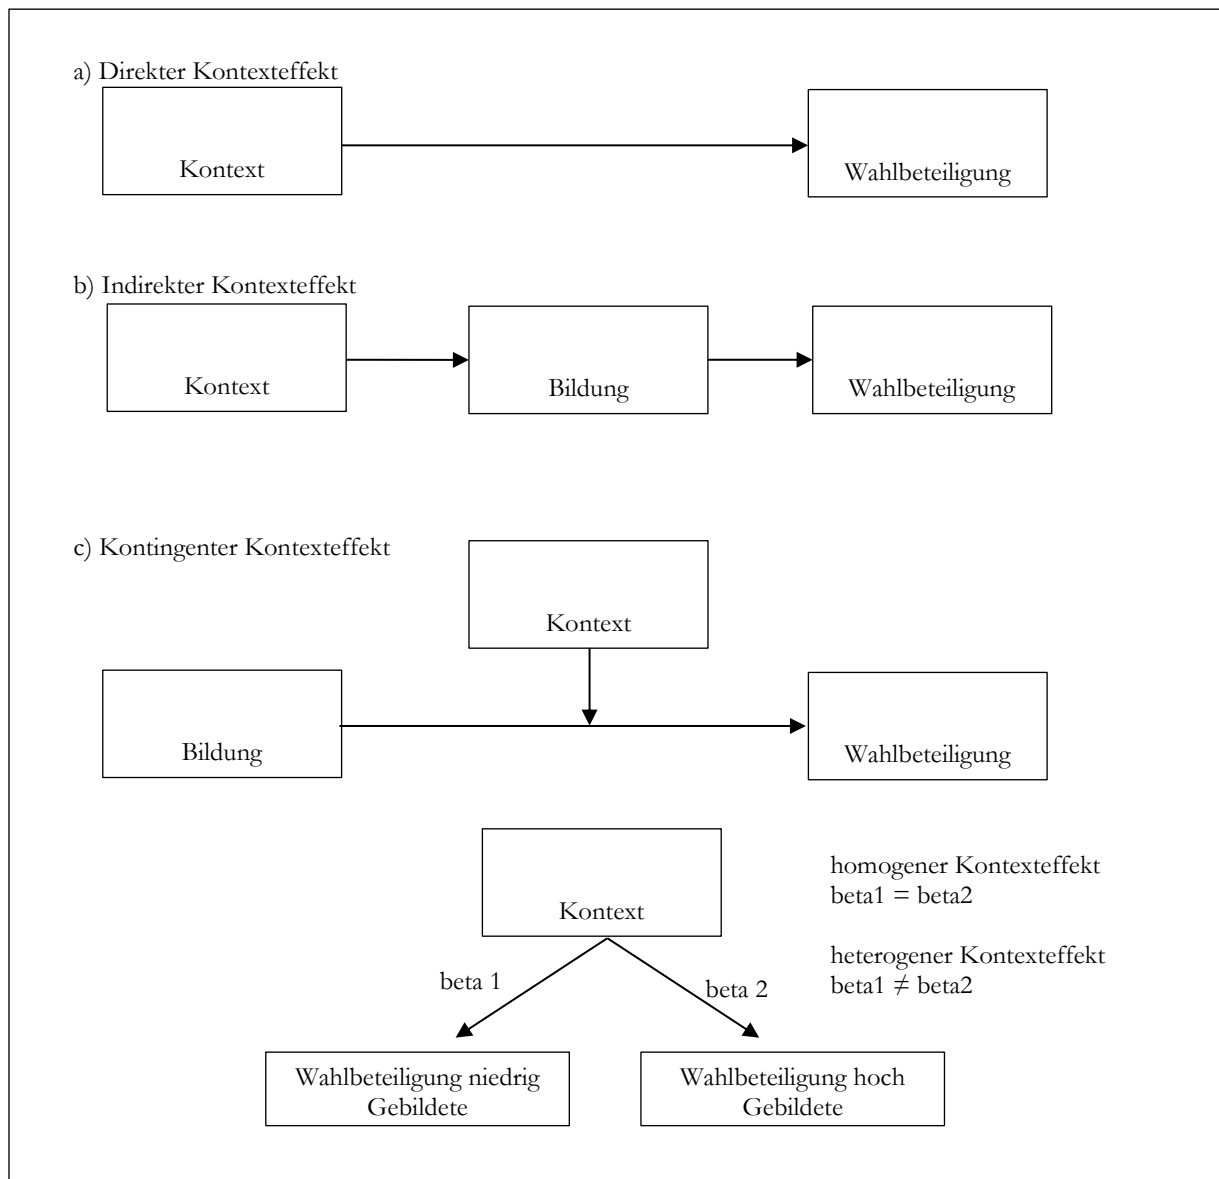 a) Direkter Kontexteffekt
Kontext
Wahlbeteiligung
b) Indirekter Kontexteffekt
Kontext
Bildung
Wahlbeteiligung
c) Kontingenter Kontexteffekt
Kontext
Bildung
Wahlbeteiligung
Kontext
homogener Kontexteffekt
beta1 = beta2
heterogener Kontexteffekt
beta1 ≠ beta2
beta 1
beta 2
Wahlbeteiligung niedrig
Gebildete
Wahlbeteiligung hoch
Gebildete